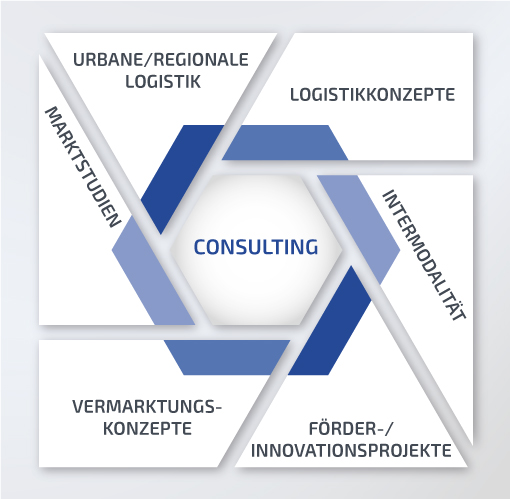 URBANE/REGIONALE
LOGISTIK
LOGISTIKKONZEPTE
MARKTSTUDIEN
CONSULTING
INTERMODALITÄT
VERMARKTUNGS-
KONZEPTE
FÖRDER-/
INNOVATIONSPROJEKTE